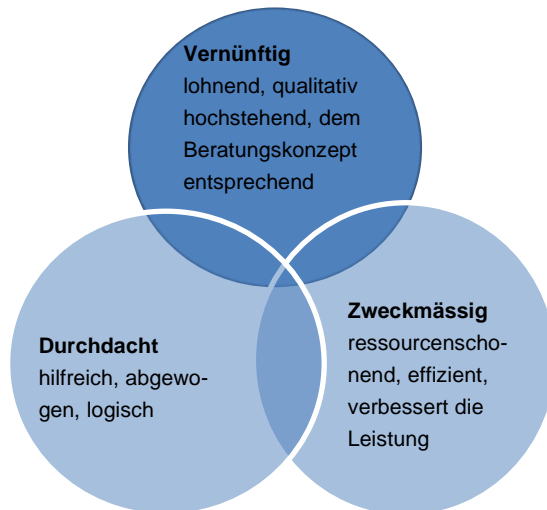 Vernünftig
lohnend, qualitativ
hochstehend, dem
Beratungskonzept
entsprechend
Durchdacht
hilfreich, abgewo-
gen, logisch
Zweckmässig
ressourcenscho-
nend, effizient,
verbessert die
Leistung